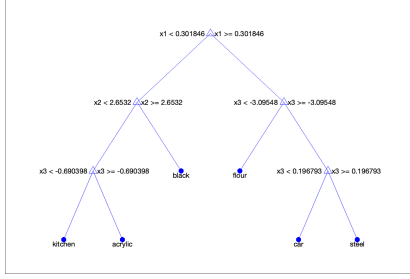 x1 < 0.301846 x1 >= 0.301846
x2 < 2.6532 x2 >= 2.6532 x3 < -3.09548 x3 >= -3.09548
x3 < -0.690398 x3 >= -0.690398 black flour x3 < 0.196793 x3 >= 0.196793
kitchen acrylic car steel